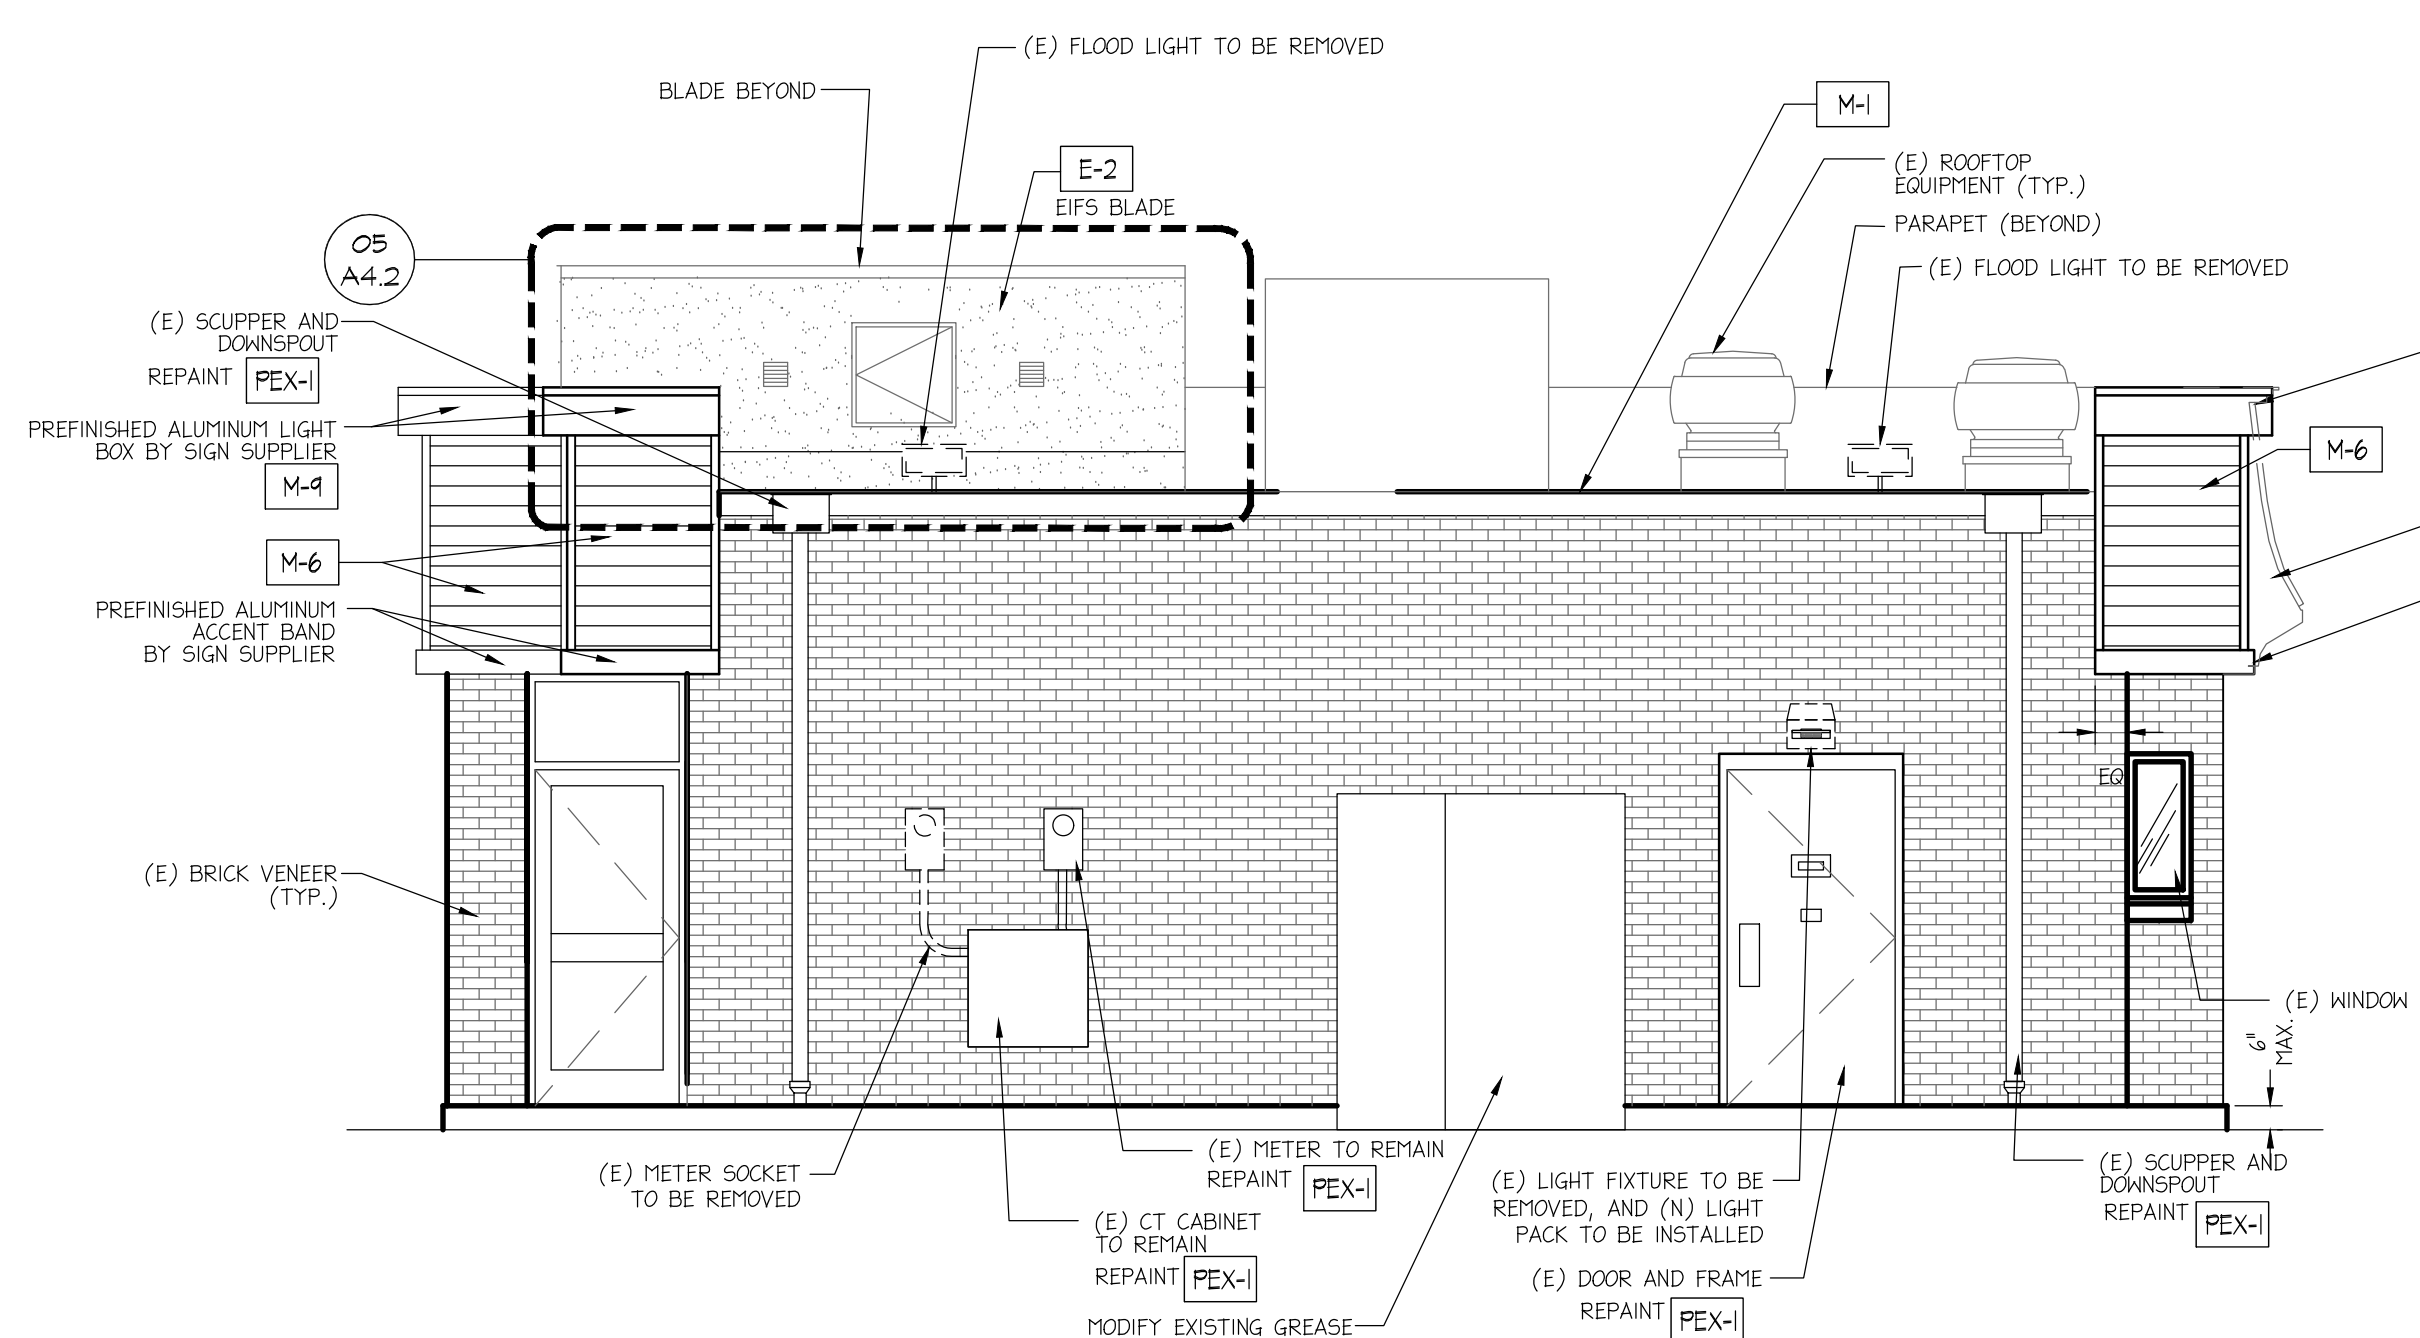 (E) FLOOD LIGHT TO BE REMOVED
BLADE BEYOND
M-1
E-2
EIFS BLADE
(E) ROOFTOP
EQUIPMENT (TYP.)
PARAPET (BEYOND)
(E) FLOOD LIGHT TO BE REMOVED
05
A4.2
(E) SCUPPER AND
DOWNSPOUT
REPAINT PEX-1
PREFINISHED ALUMINUM LIGHT
BOX BY SIGN SUPPLIER
M-9
M-6
M-6
PREFINISHED ALUMINUM
ACCENT BAND
BY SIGN SUPPLIER
EQ
(E) BRICK VENEER
(TYP.)
(E) WINDOW
6"
MAX.
(E) METER SOCKET
TO BE REMOVED
(E) METER TO REMAIN
REPAINT PEX-1
(E) CT CABINET
TO REMAIN
REPAINT PEX-1
MODIFY EXISTING GREASE
(E) LIGHT FIXTURE TO BE
REMOVED, AND (N) LIGHT
PACK TO BE INSTALLED
(E) DOOR AND FRAME
REPAINT PEX-1
(E) SCUPPER AND
DOWNSPOUT
REPAINT PEX-1